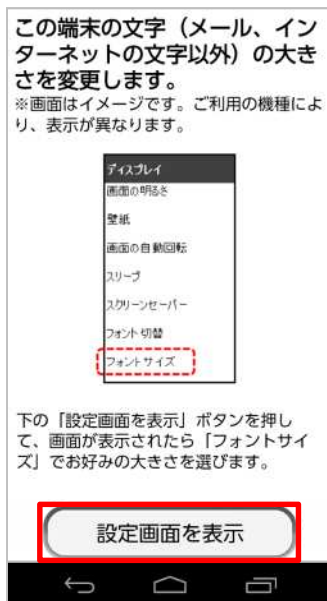 この端末の文字（メール、イン
ターネットの文字以外）の大き
さを変更します。
※画面はイメージです。ご利用の機種によ
り、表示が異なります。
ディスプレイ
画面の明るさ
壁紙
画面の自動回転
スリープ
スクリーンセーバー
フォント切替
フォントサイズ
下の「設定画面を表示」ボタンを押し
て、画面が表示されたら「フォントサイ
ズ」でお好みの大きさを選びます。
設定画面を表示